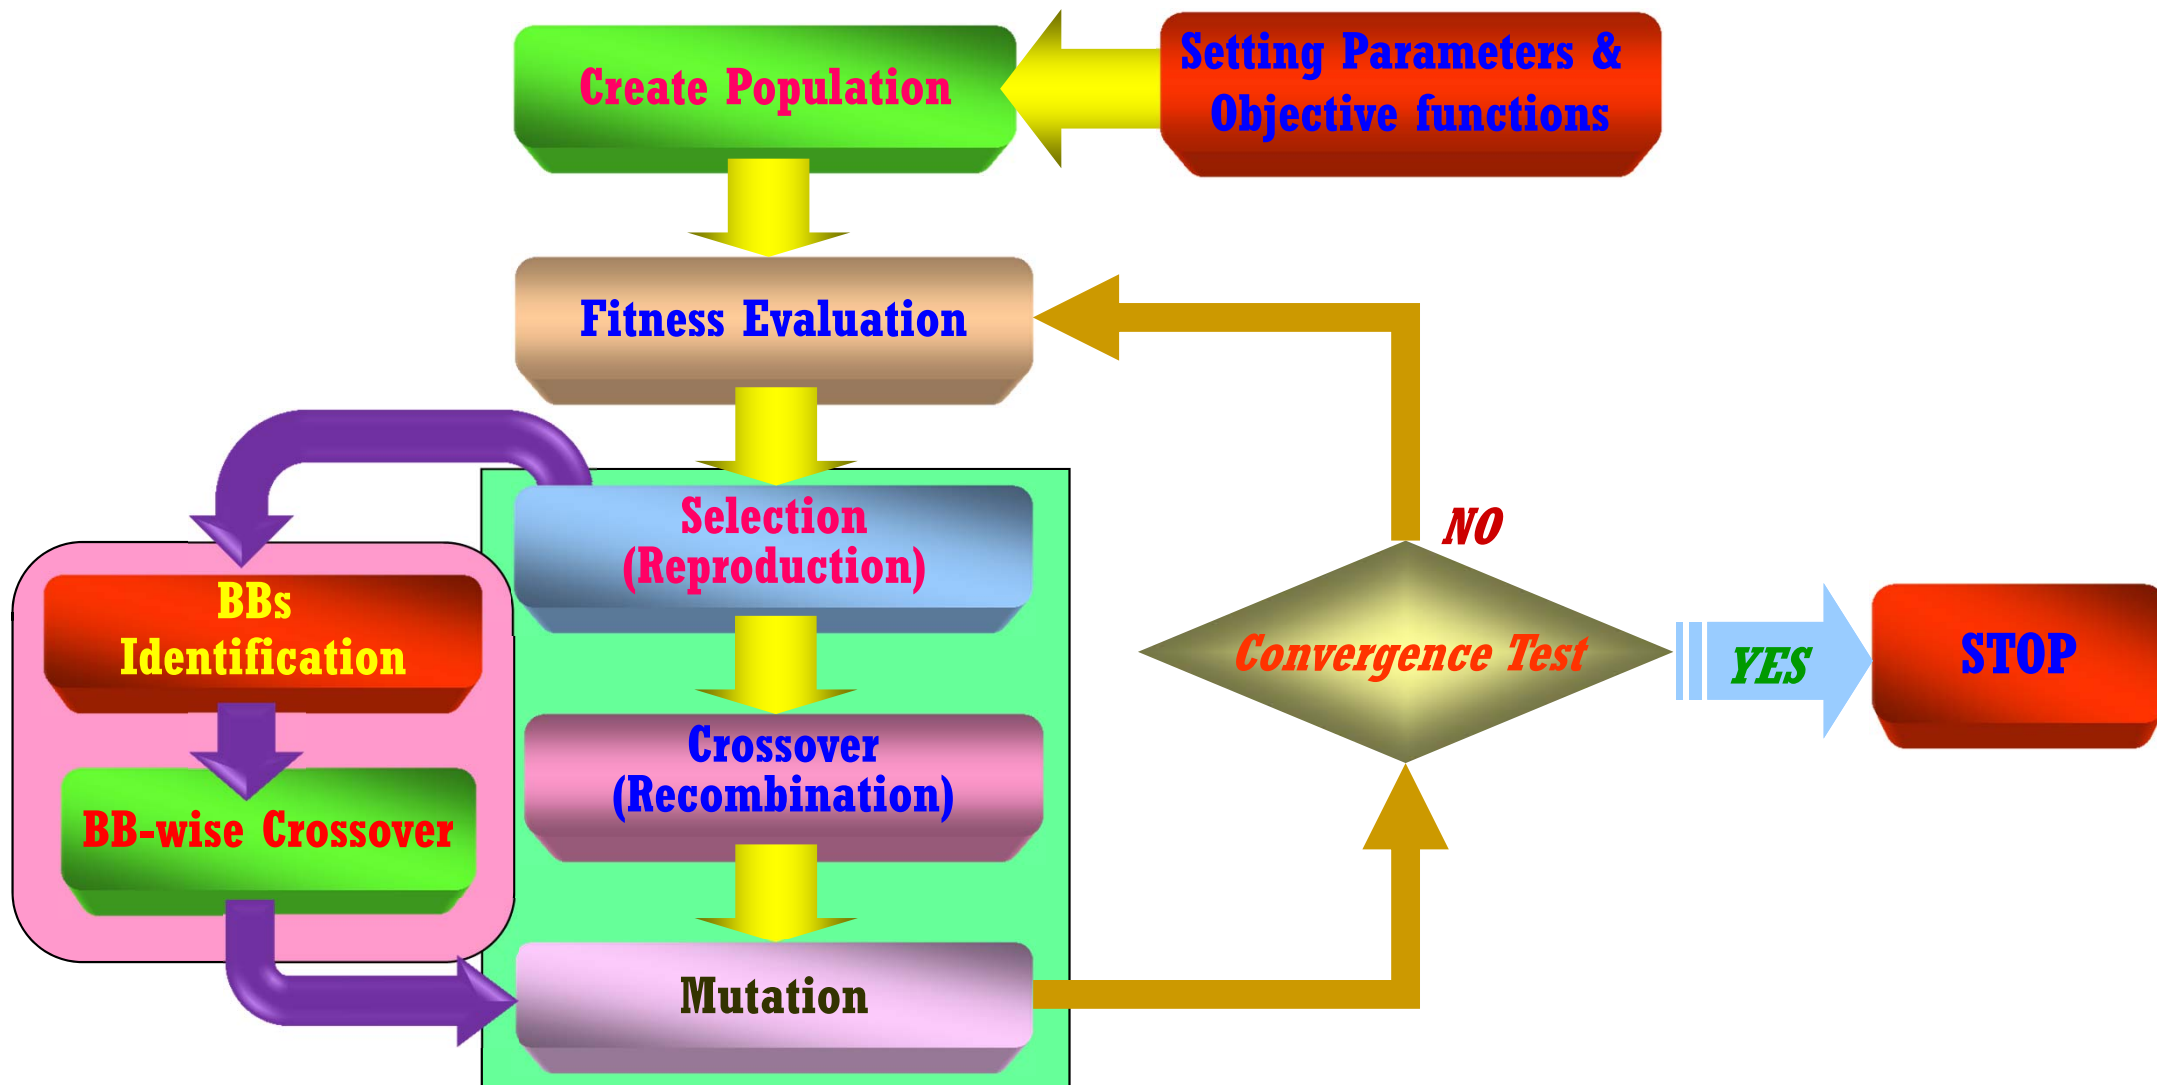 Setting Parameters &
Objective functions
Create Population
Fitness Evaluation
Selection
(Reproduction)
Crossover
(Recombination)
Mutation
BBs
Identification
BB-wise Crossover
Convergence Test
NO
YES
STOP